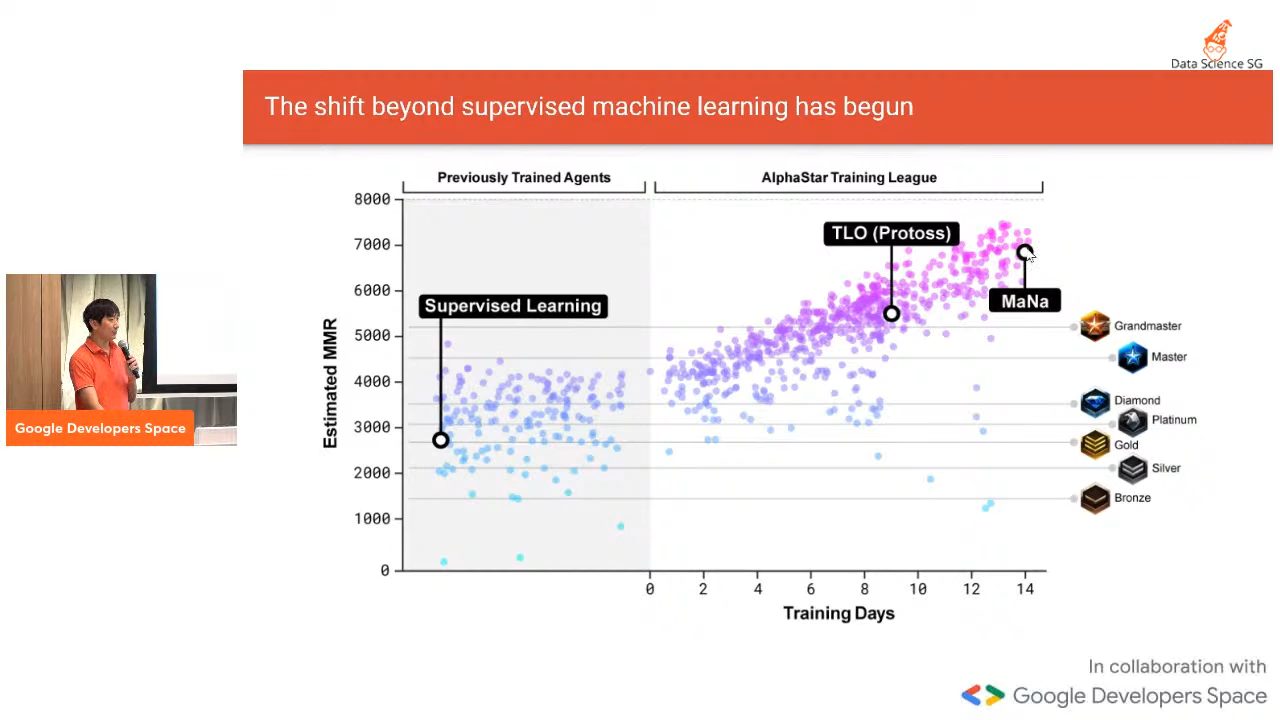 Data Science SG
The shift beyond supervised machine learning has begun
Previously Trained Agents
AlphaStar Training League
8000
7000
6000
5000
4000
3000
2000
1000
0
Estimated MMR
Supervised Learning
TLO (Protoss)
MaNa
Grandmaster
Master
Diamond
Platinum
Gold
Silver
Bronze
0 2 4 6 8 10 12 14
Training Days
Google Developers Space
In collaboration with
Google Developers Space